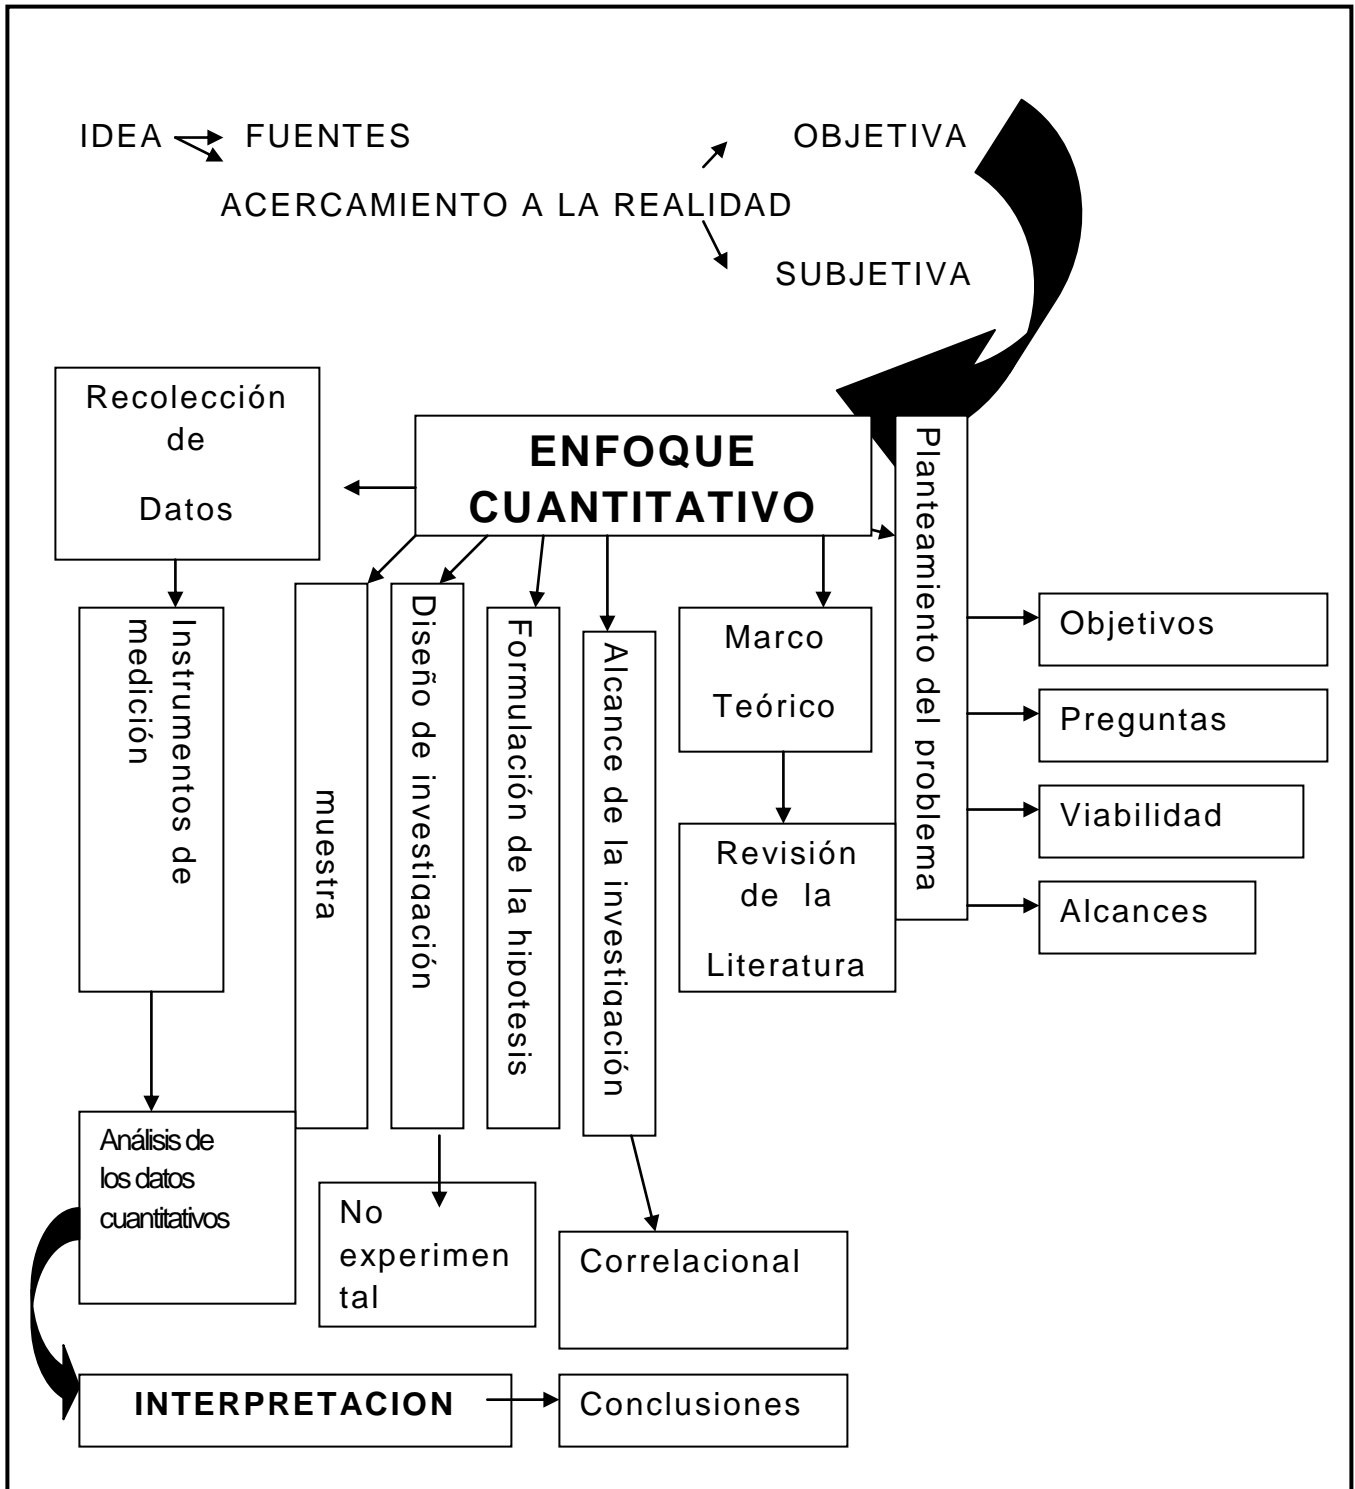 IDEA FUENTES OBJETIVA
ACERCAMIENTO A LA REALIDAD
SUBJETIVA
Recolección
de
Datos
ENFOQUE
CUANTITATIVO
Planteamiento del problema
Objetivos
Preguntas
Viabilidad
Alcances
Marco
Teórico
Revisión
de la
Literatura
Alcance de la investigación
Formulación de la hipotesis
Diseño de investigación
muestra
Instrumentos de
medición
Análisis de
los datos
cuantitativos
No
experimen
tal
Correlacional
INTERPRETACION
Conclusiones